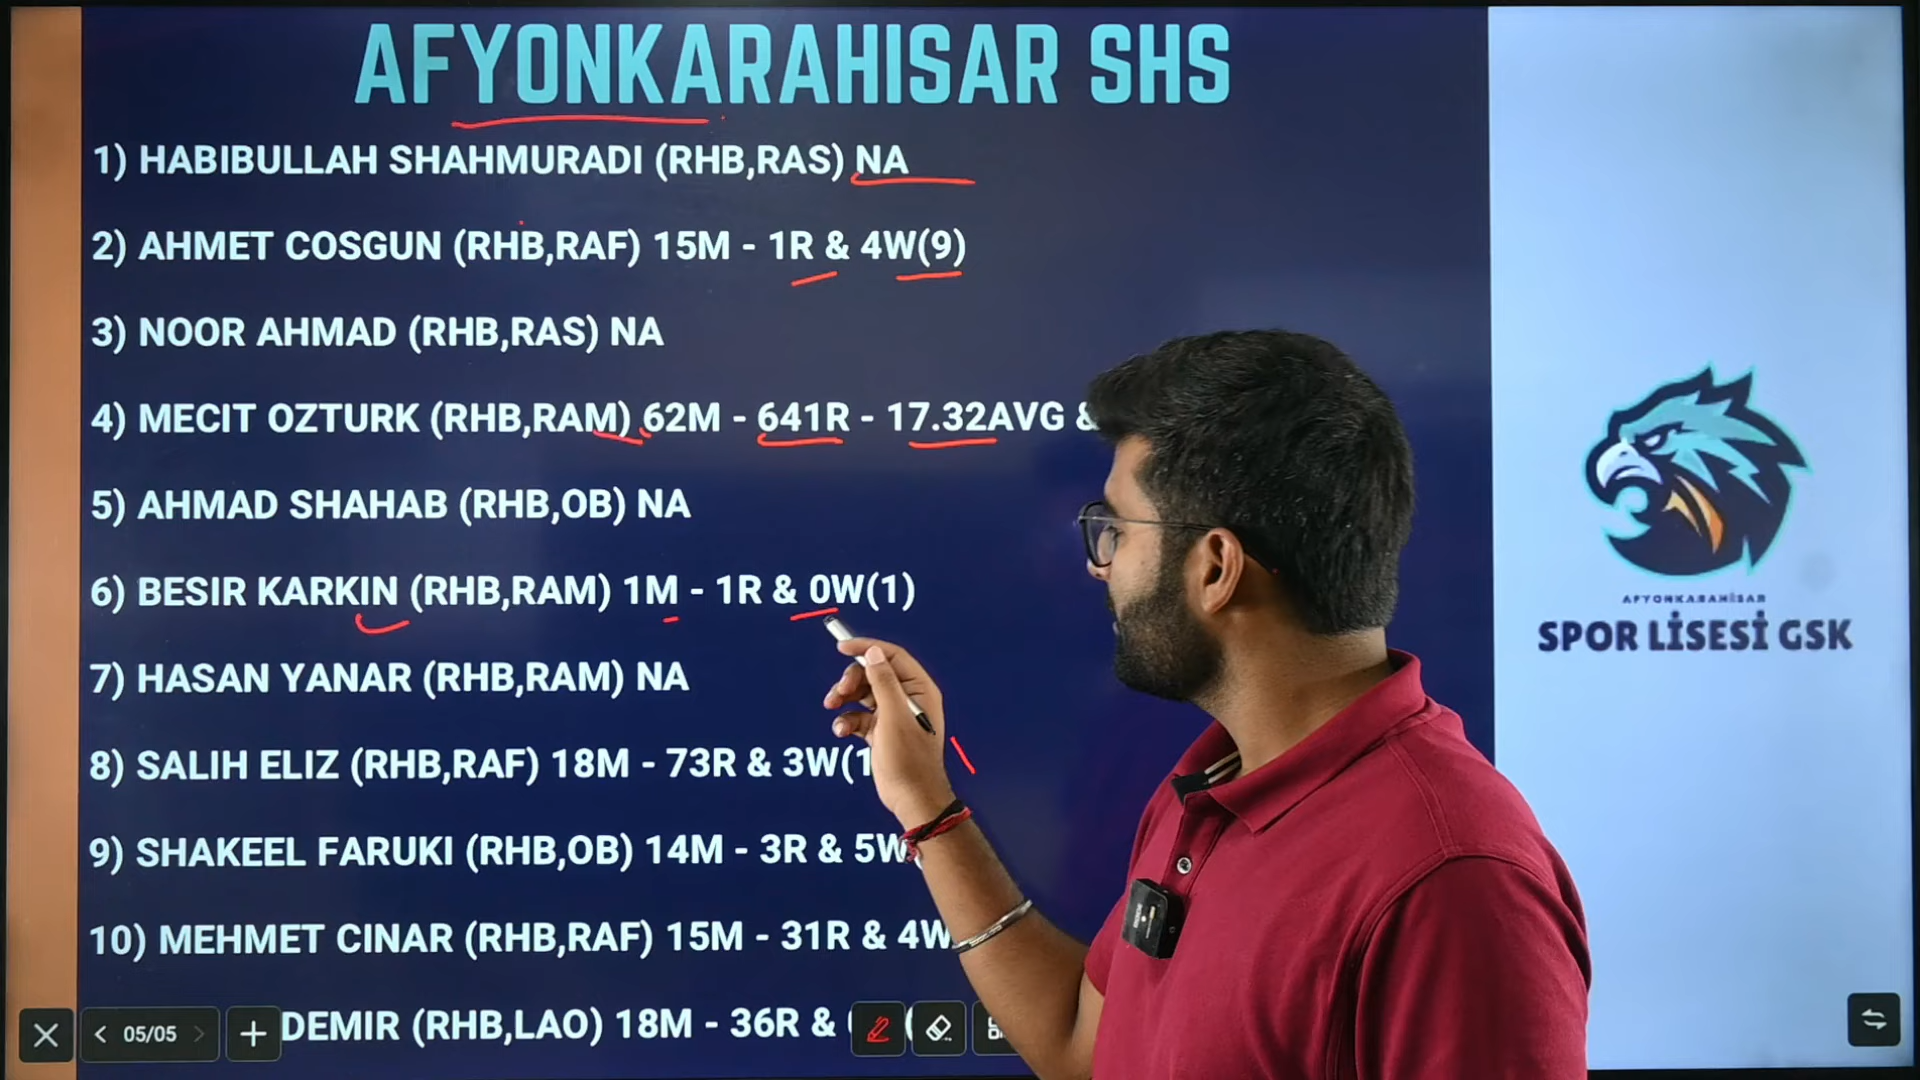 AFYONKARAHISAR SHS
1) HABIBULLAH SHAHMURADI (RHB,RAS) NA
2) AHMET COSGUN (RHB,RAF) 15M - 1R & 4W(9)
3) NOOR AHMAD (RHB,RAS) NA
4) MECIT OZTURK (RHB,RAM) 62M - 641R - 17.32AVG &
5) AHMAD SHAHAB (RHB,OB) NA
6) BESIR KARKIN (RHB,RAM) 1M - 1R & 0W(1)
7) HASAN YANAR (RHB,RAM) NA
8) SALIH ELIZ (RHB,RAF) 18M - 73R & 3W(1
9) SHAKEEL FARUKI (RHB,OB) 14M - 3R & 5W
10) MEHMET CINAR (RHB,RAF) 15M - 31R & 4W
DEMIR (RHB,LAO) 18M - 36R &
05/05
AFYONKARAHİSAR
SPOR LİSESİ GSK